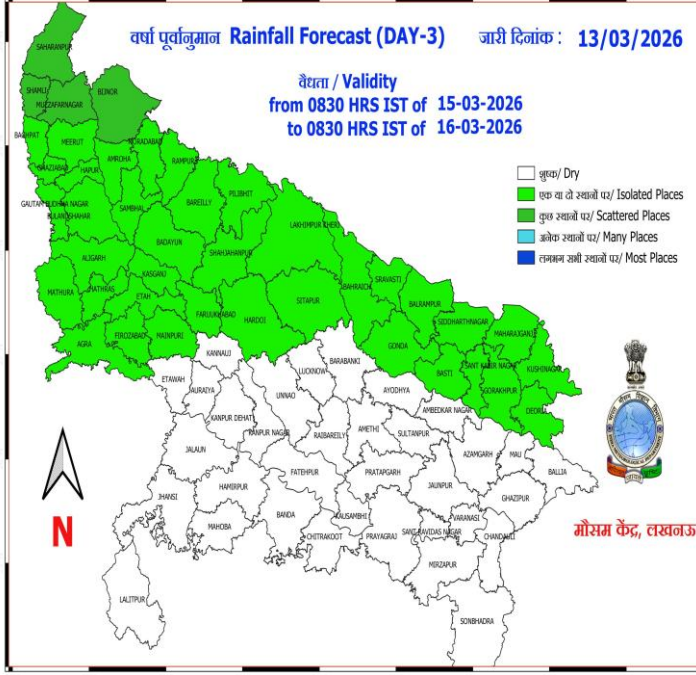 वर्षा पूर्वानुमान Rainfall Forecast (DAY-3) जारी दिनांक : 13/03/2026
वैधता / Validity
from 0830 HRS IST of 15-03-2026
to 0830 HRS IST of 16-03-2026
शुष्क/ Dry
एक या दो स्थानों पर/ Isolated Places
कुछ स्थानों पर/ Scattered Places
अनेक स्थानों पर/ Many Places
लगभग सभी स्थानों पर/ Most Places
SAHARANPUR
SHAMLI
MUZZAFARNAGAR
BIJNOR
BAGHPAT
MEERUT
MORADABAD
AMROHA
RAMPUR
GHAZIABAD
HAPUR
GAUTAM BUDDHA NAGAR
BULANDSHAHAR
SAMBHAL
BAREILLY
PILIBHIT
LAKHIMPUR KHERI
BADAYUN
SHAHJAHANPUR
ALIGARH
KASGANJ
MATHURA
HATHRAS
ETAH
BAHRAICH
SRAVASTI
BALRAMPUR
SITAPUR
FARUKHABAD
HARDOI
SIDDHARTHNAGAR
MAHARAJGANJ
AGRA
FIROZABAD
MAINPURI
GONDA
BASTI
SANT KABIR NAGAR
KUSHINAGAR
GORAKHPUR
DEORIA
KANNAUJ
ETAWAH
AURAIYA
LUCKNOW
BARABANKI
UNNAO
AYODHYA
AMBEDKAR NAGAR
KANPUR DEHAT
KANPUR NAGAR
RAIBAREILY
AMETHI
SULTANPUR
AZAMGARH
MAU
BALLIA
JALAUN
FATEHPUR
PRATAPGARH
JAUNPUR
GHAZIPUR
JHANSI
HAMIRPUR
BANDA
KAUSAMBHI
MAHOBA
CHITRAKOOT
PRAYAGRAJ
SANT RAVIDAS NAGAR
VARANASI
CHANDAULI
MIRZAPUR
LALITPUR
SONBHADRA
N
मौसम केंद्र, लखनऊ